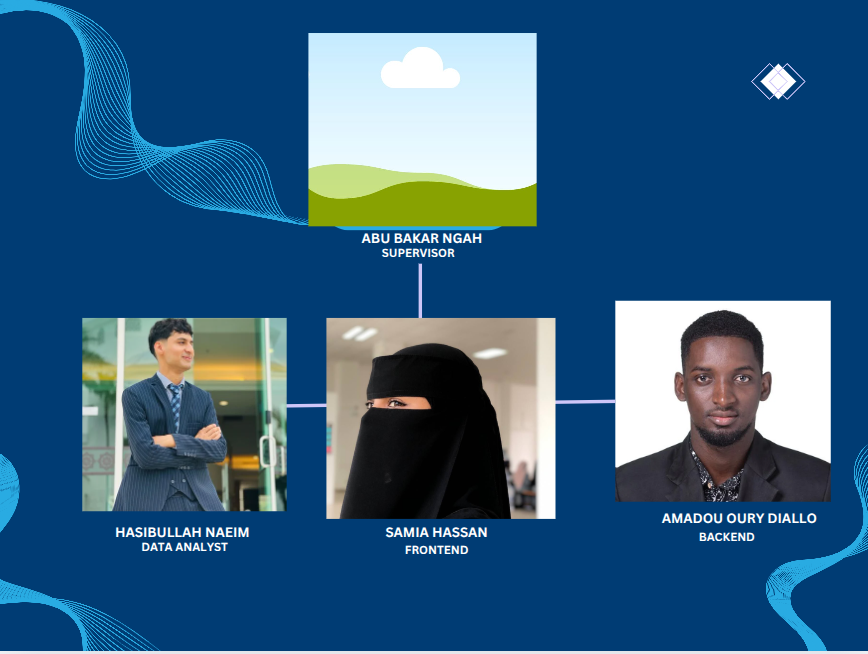 ABU BAKAR NGAH
SUPERVISOR
HASIBULLAH NAEIM
DATA ANALYST
SAMIA HASSAN
FRONTEND
AMADOU OURY DIALLO
BACKEND